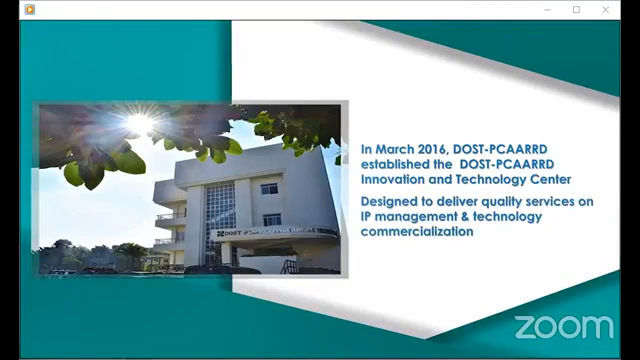 In March 2016, DOST-PCAARRD
established the DOST-PCAARRD
Innovation and Technology Center
Designed to deliver quality services on
IP management & technology
commercialization
DOST
zoom